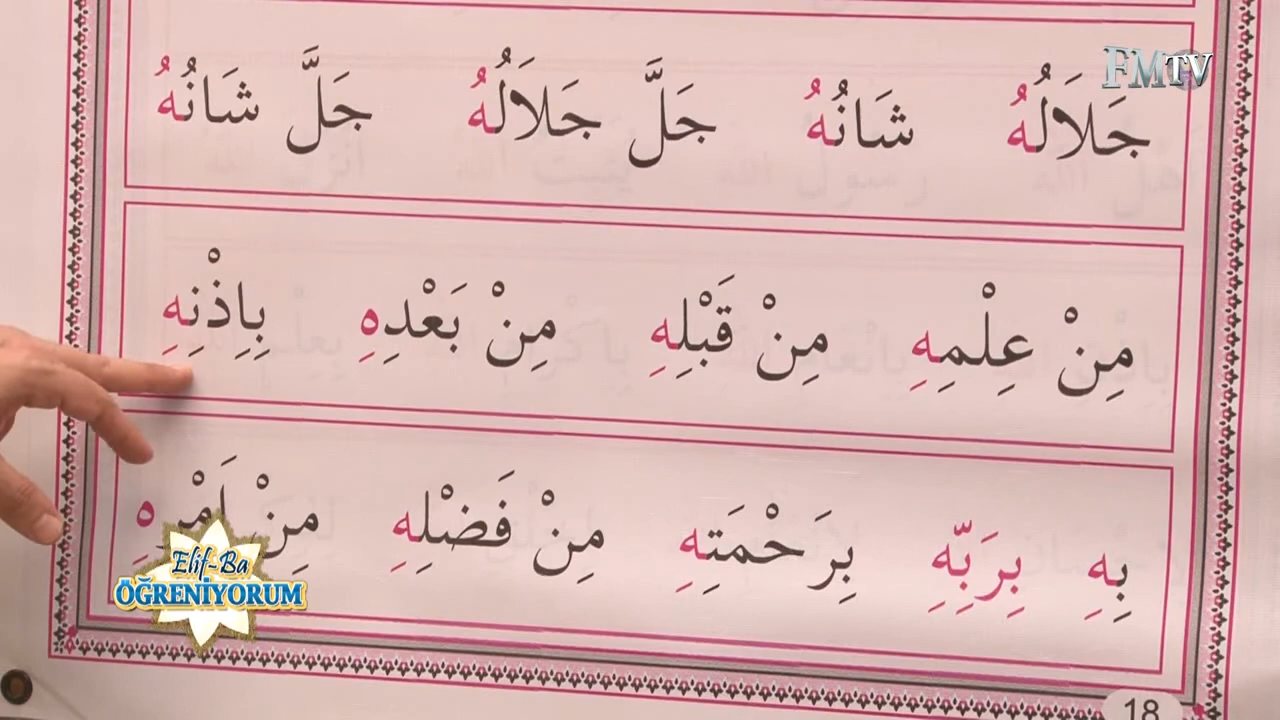 FMTV
جَلَالُهُ شَانُهُ جَلَّ جَلَالُهُ جَلَّ شَانُهُ
مِنْ عِلْمِهِ مِنْ قَبْلِهِ مِنْ بَعْدِهِ بِاِذْنِهِ
بِهِ بِرَبِّهِ بِرَحْمَتِهِ مِنْ فَضْلِهِ مِنْ اَمْرِهِ
Elif-Ba
ÖĞRENİYORUM
18